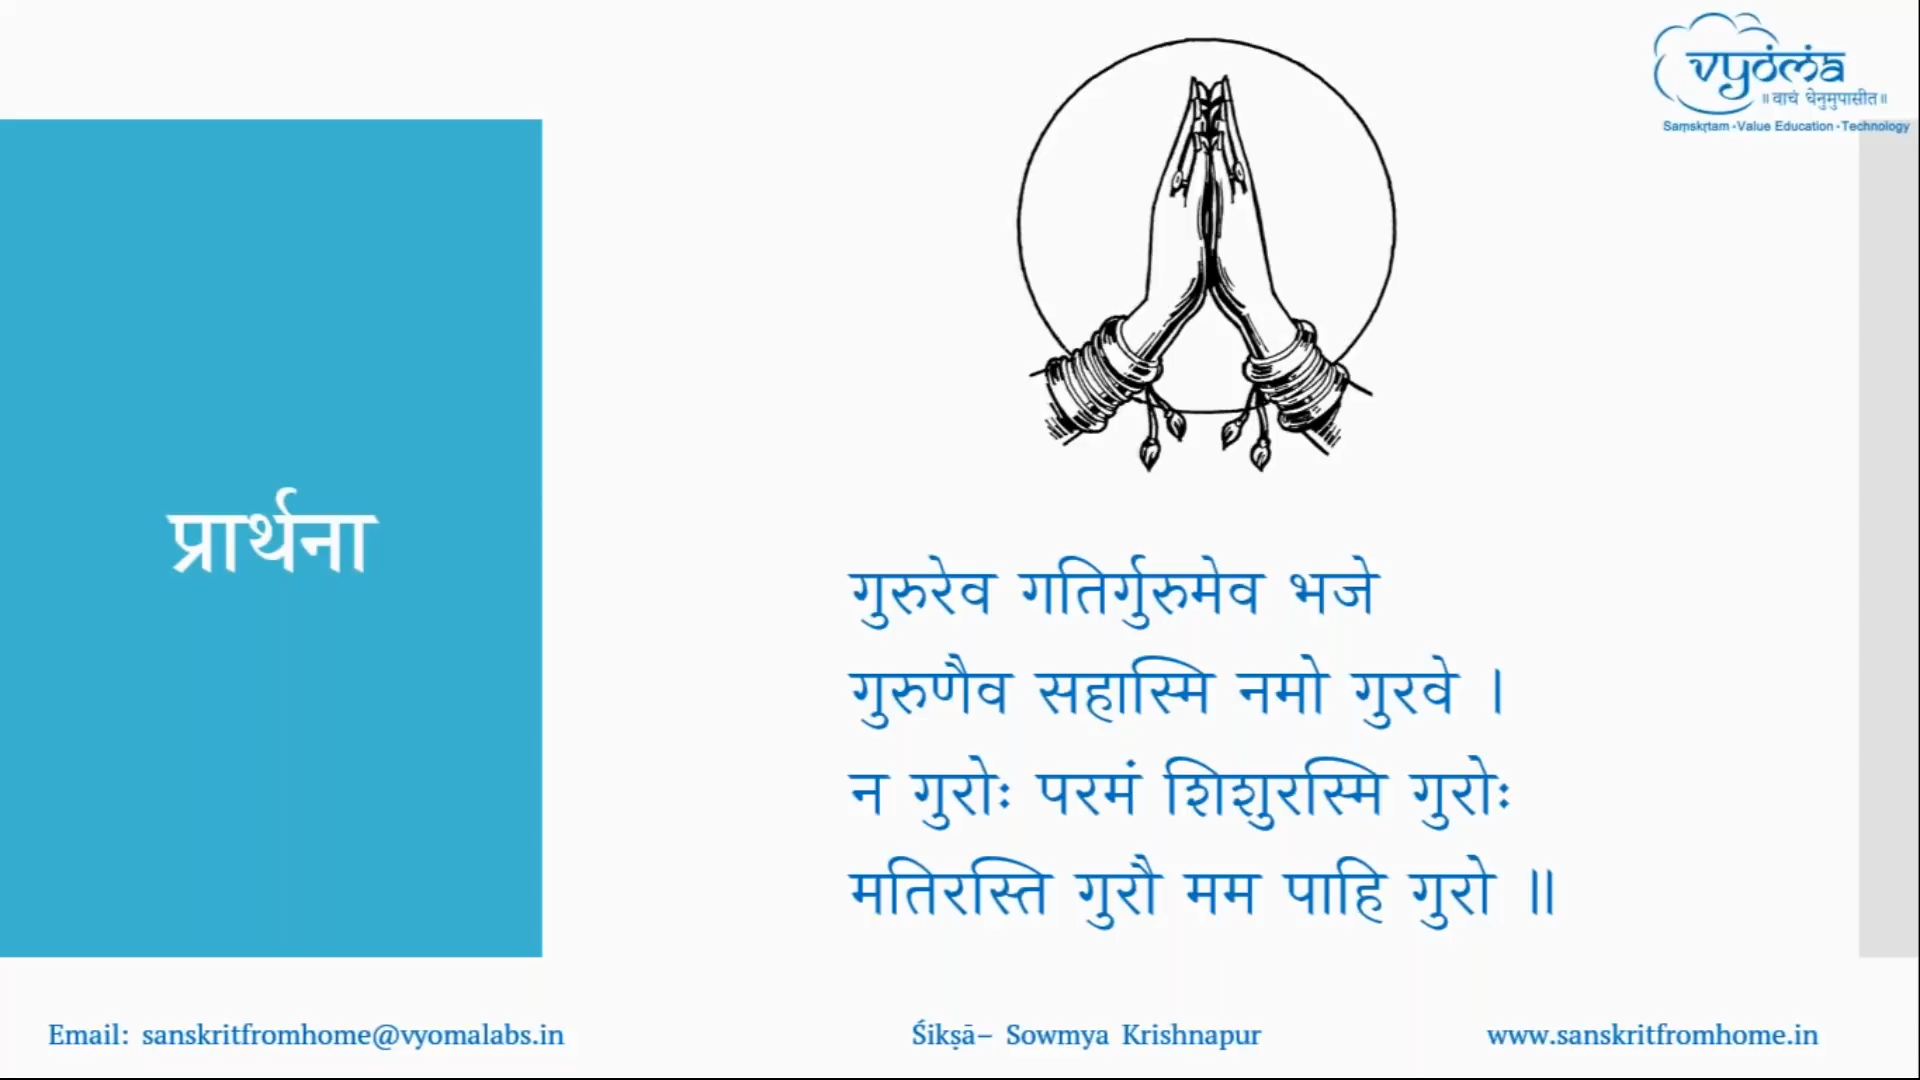 vyoma
॥ वाचं धेनुमुपासीत॥
Saṃskṛtam - Value Education - Technology
प्रार्थना
गुरुरेव गतिर्गुरुमेव भजे
गुरुणैव सहास्मि नमो गुरवे ।
न गुरोः परमं शिशुरस्मि गुरोः
मतिरस्ति गुरौ मम पाहि गुरो ॥
Email: sanskritfromhome@vyomalabs.in
Śikṣā– Sowmya Krishnapur
www.sanskritfromhome.in